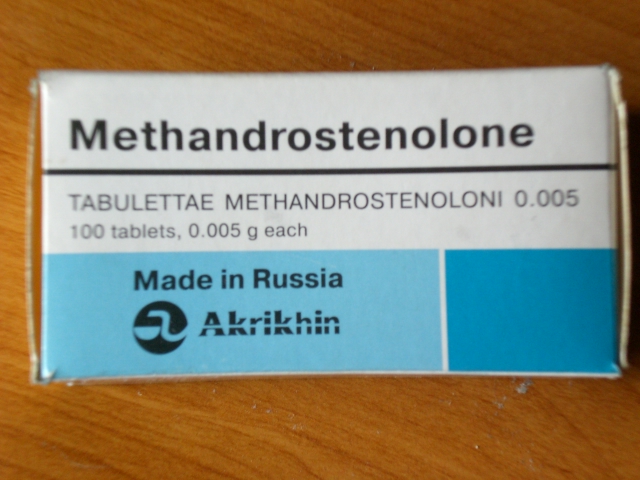 Methandrostenolone
TABULETTAE METHANDROSTENOLONI 0.005
100 tablets, 0.005 g each
Made in Russia
Akrikhin